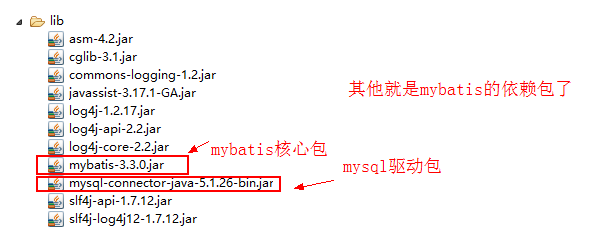 lib
asm-4.2.jar
cglib-3.1.jar
commons-logging-1.2.jar
javassist-3.17.1-GA.jar
其他就是mybatis的依赖包了
log4j-1.2.17.jar
log4j-api-2.2.jar
log4j-core-2.2.jar
mybatis核心包
mybatis-3.3.0.jar
mysql驱动包
mysql-connector-java-5.1.26-bin.jar
slf4j-api-1.7.12.jar
slf4j-log4j12-1.7.12.jar